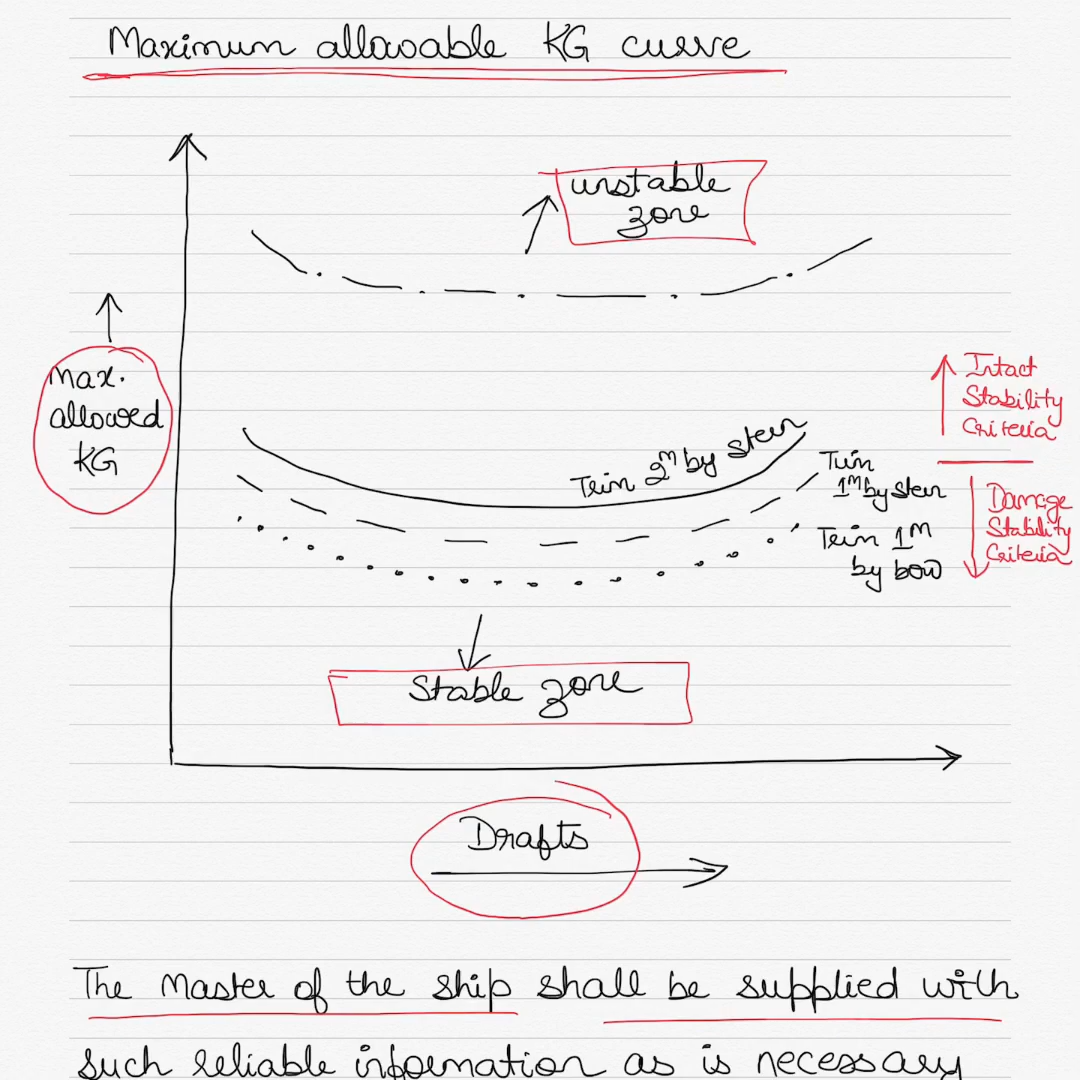 Maximum allowable KG curve
unstable
zone
Max.
allowed
KG
Intact
Stability
Criteria
Trim 2m by stern
Trim
1m by stern
Damage
Stability
Criteria
Trim 1m
by bow
Stable zone
Drafts
The Master of the ship shall be supplied with
such reliable information as is necessary